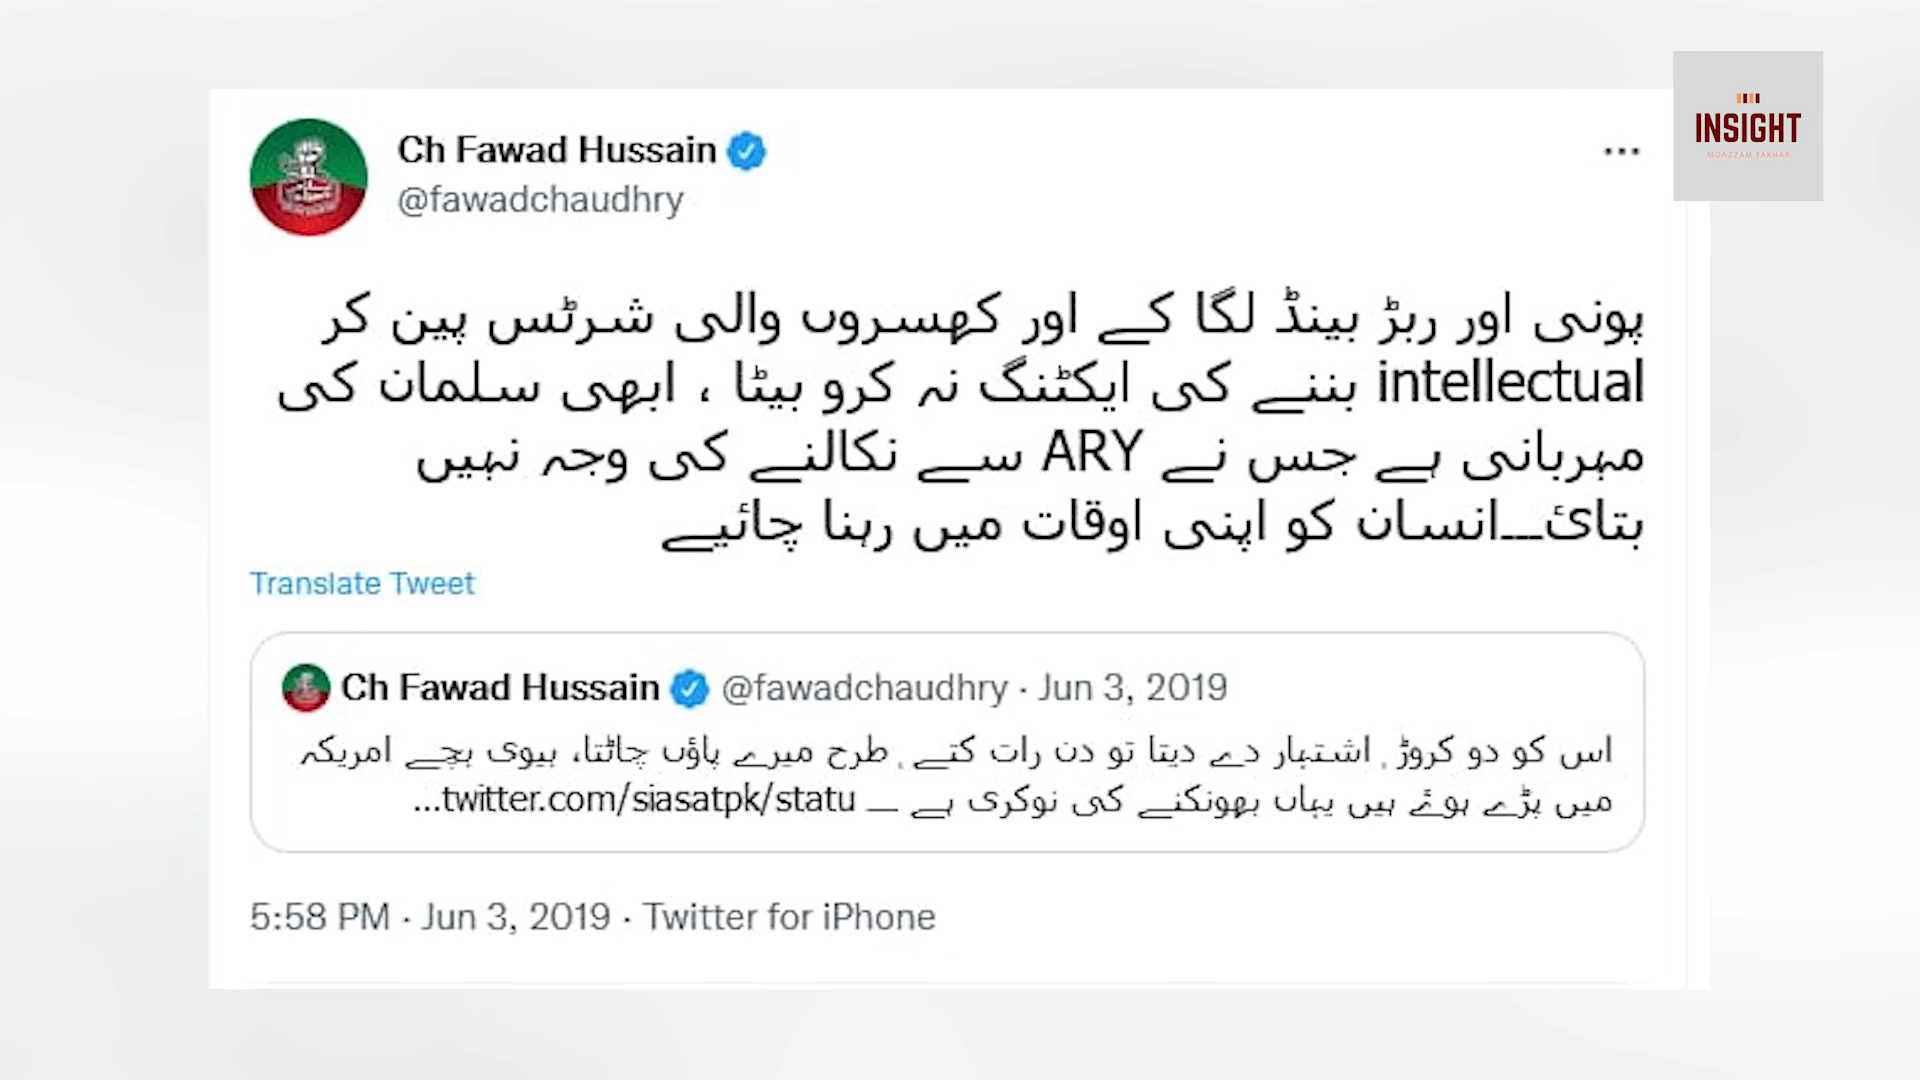 INSIGHT
MOAZZAM FAKHAR
Ch Fawad Hussain
@fawadchaudhry
پونی اور ربڑ بینڈ لگا کے اور کھسروں والی شرٹس پین کر
intellectual بننے کی ایکٹنگ نہ کرو بیٹا ، ابھی سلمان کی
مہربانی ہے جس نے ARY سے نکالنے کی وجہ نہیں
بتائ۔۔۔انسان کو اپنی اوقات میں رہنا چائیے
Translate Tweet
Ch Fawad Hussain @fawadchaudhry · Jun 3, 2019
اس کو دو کروڑ اشتہار دے دیتا تو دن رات کتے طرح میرے پاؤں چاٹتا، بیوی بچے امریکہ
میں پڑے ہوۓ ہیں یہاں بھونکنے کی نوکری ہے — twitter.com/siasatpk/statu…
5:58 PM · Jun 3, 2019 · Twitter for iPhone